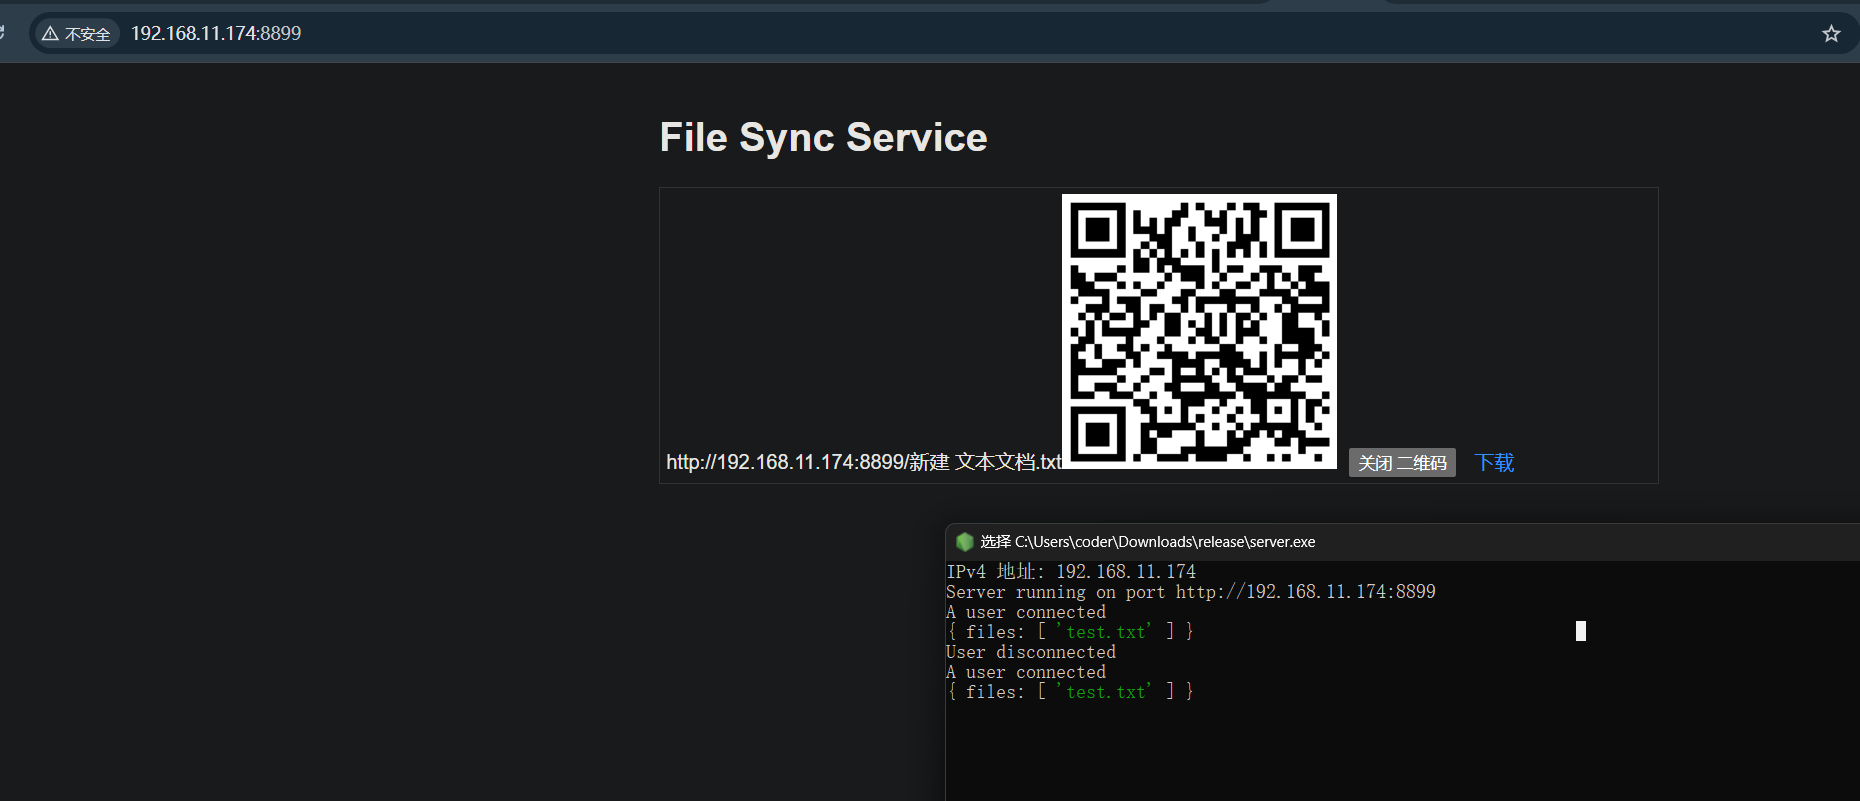 不安全 192.168.11.174:8899
File Sync Service
http://192.168.11.174:8899/新建 文本文档.txt 关闭 二维码 下载
选择 C:\Users\coder\Downloads\release\server.exe
IPv4 地址: 192.168.11.174
Server running on port http://192.168.11.174:8899
A user connected
{ files: [ 'test.txt' ] }
User disconnected
A user connected
{ files: [ 'test.txt' ] }